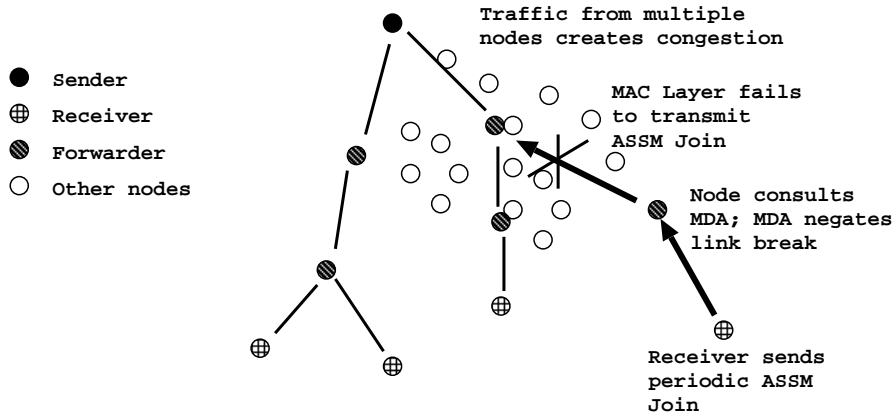 Traffic from multiple
nodes creates congestion
Sender
Receiver
Forwarder
Other nodes
MAC Layer fails
to transmit
ASSM Join
Node consults
MDA; MDA negates
link break
Receiver sends
periodic ASSM
Join